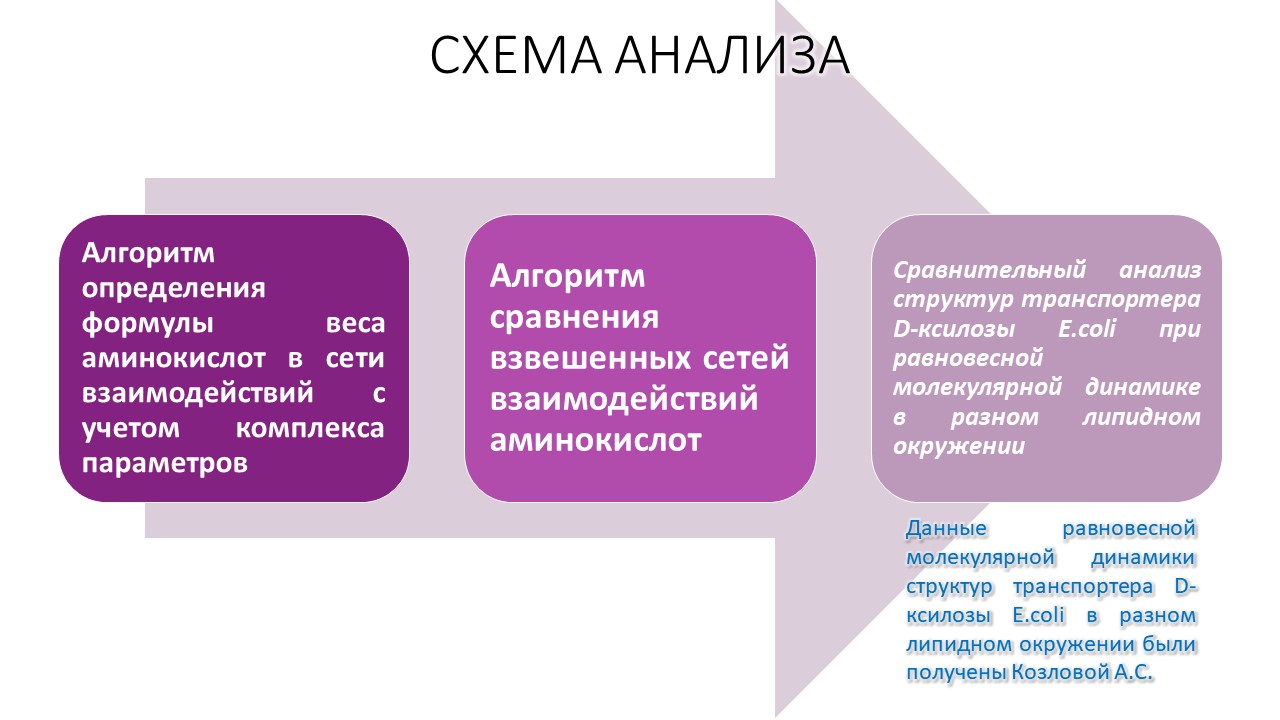 СХЕМА АНАЛИЗА
Алгоритм
определения
формулы веса
аминокислот в сети
взаимодействий с
учетом комплекса
параметров
Алгоритм
сравнения
взвешенных сетей
взаимодействий
аминокислот
Сравнительный анализ
структур транспортера
D-ксилозы E.coli при
равновесной
молекулярной динамике
в разном липидном
окружении
Данные равновесной
молекулярной динамики
структур транспортера D-
ксилозы E.coli в разном
липидном окружении были
получены Козловой А.С.